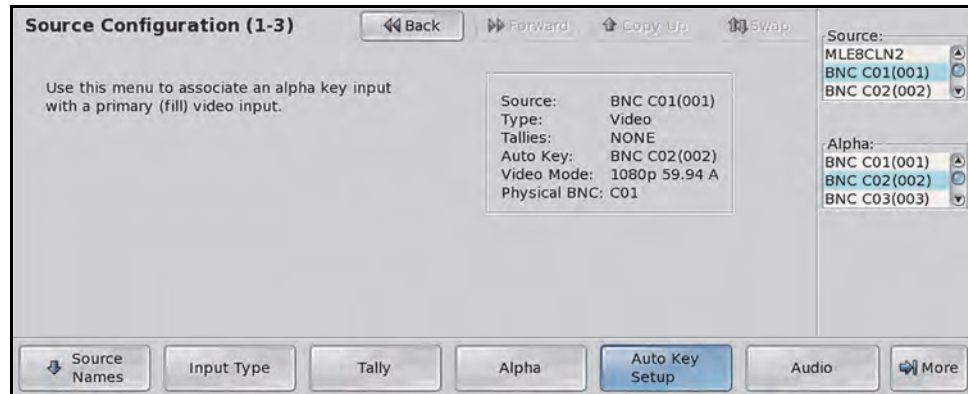 Source Configuration (1-3)
Back
Forward
Copy Up
Swap
Use this menu to associate an alpha key input
with a primary (fill) video input.
Source: BNC C01(001)
Type: Video
Tallies: NONE
Auto Key: BNC C02(002)
Video Mode: 1080p 59.94 A
Physical BNC: C01
Source:
MLE8CLN2
BNC C01(001)
BNC C02(002)
Alpha:
BNC C01(001)
BNC C02(002)
BNC C03(003)
Source
Names
Input Type
Tally
Alpha
Auto Key
Setup
Audio
More